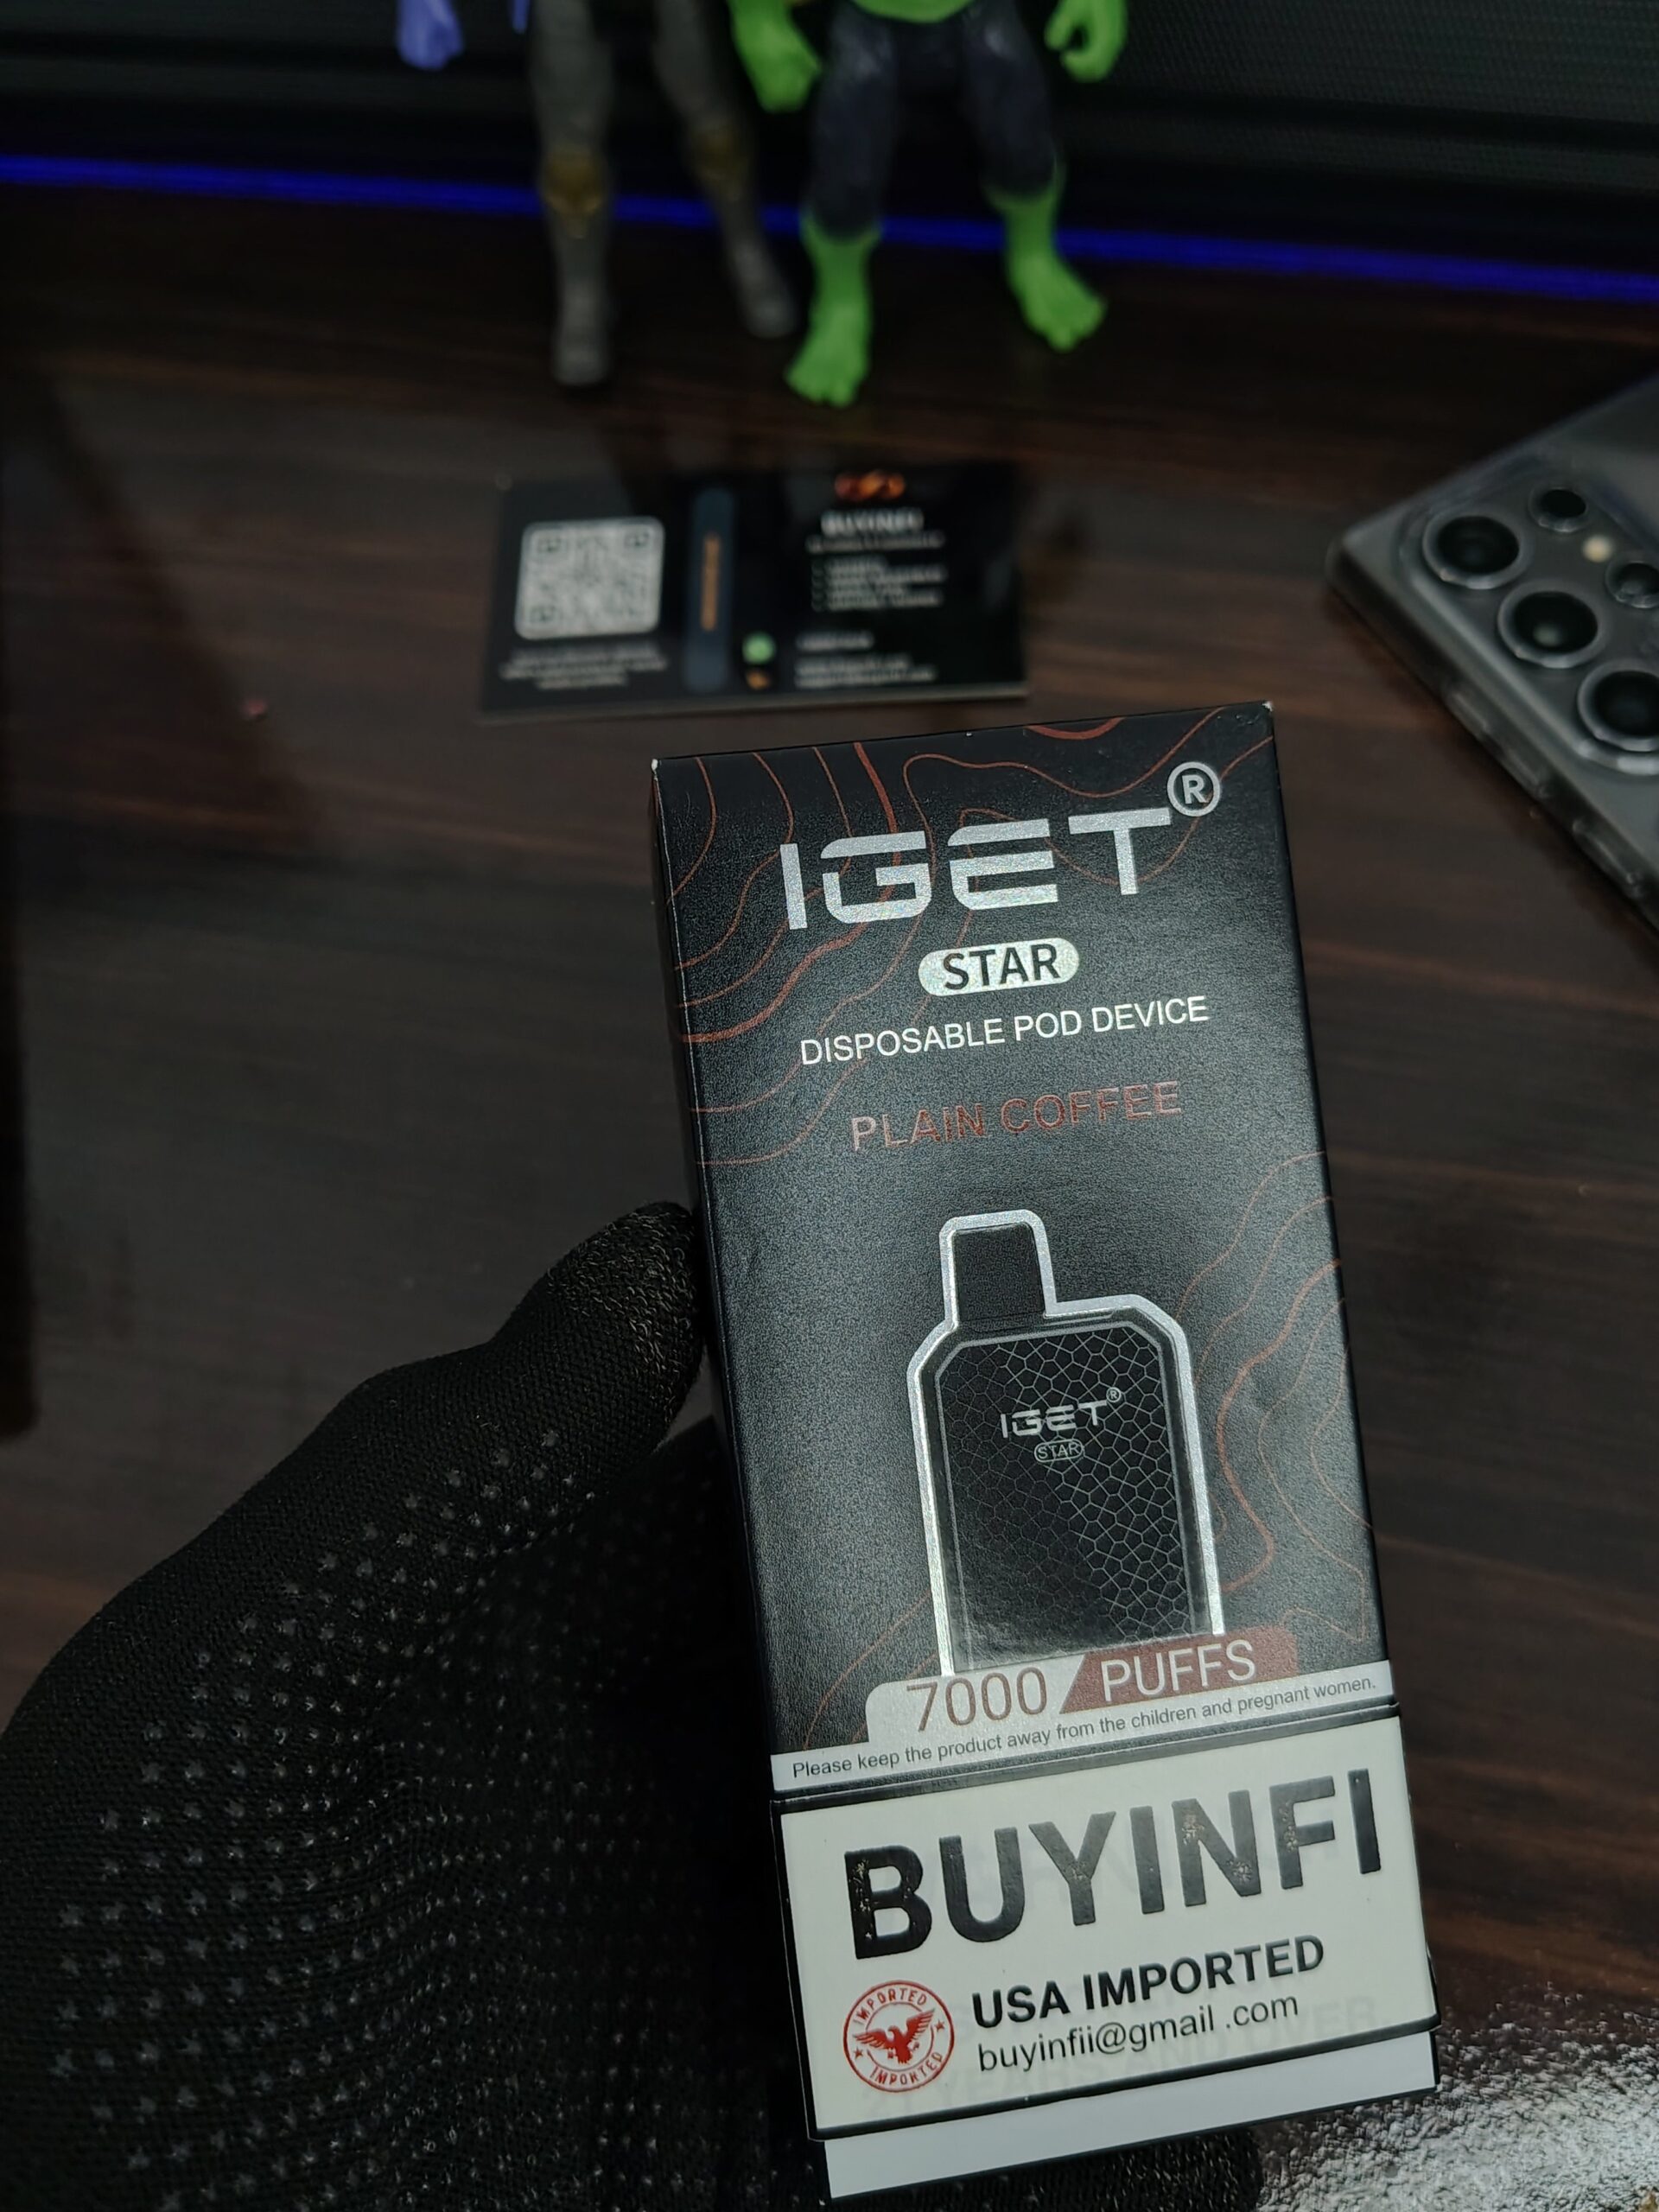 BUYINFI
IGET®
STAR
DISPOSABLE POD DEVICE
PLAIN COFFEE
IGET®
STAR
7000 PUFFS
Please keep the product away from the children and pregnant women.
BUYINFI
IMPORTED
IMPORTED
USA IMPORTED
buyinfii@gmail .com